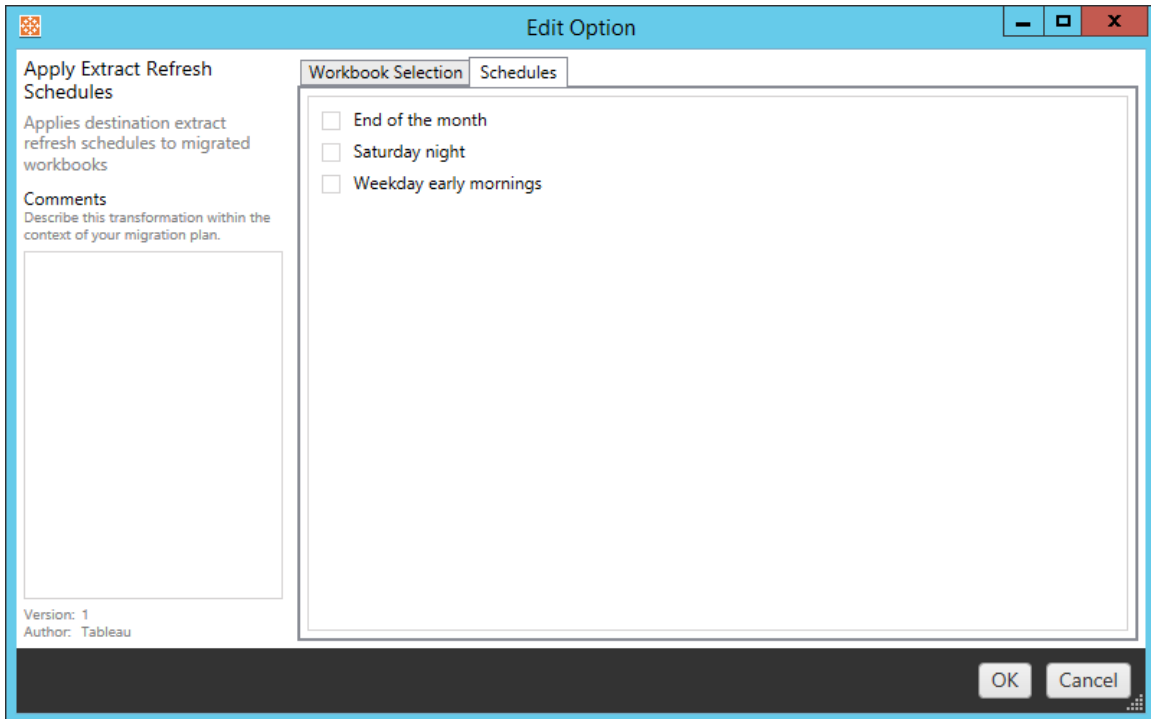 Edit Option
Apply Extract Refresh
Schedules
Applies destination extract
refresh schedules to migrated
workbooks
Comments
Describe this transformation within the
context of your migration plan.
Version: 1
Author: Tableau
Workbook Selection
Schedules
End of the month
Saturday night
Weekday early mornings
OK
Cancel